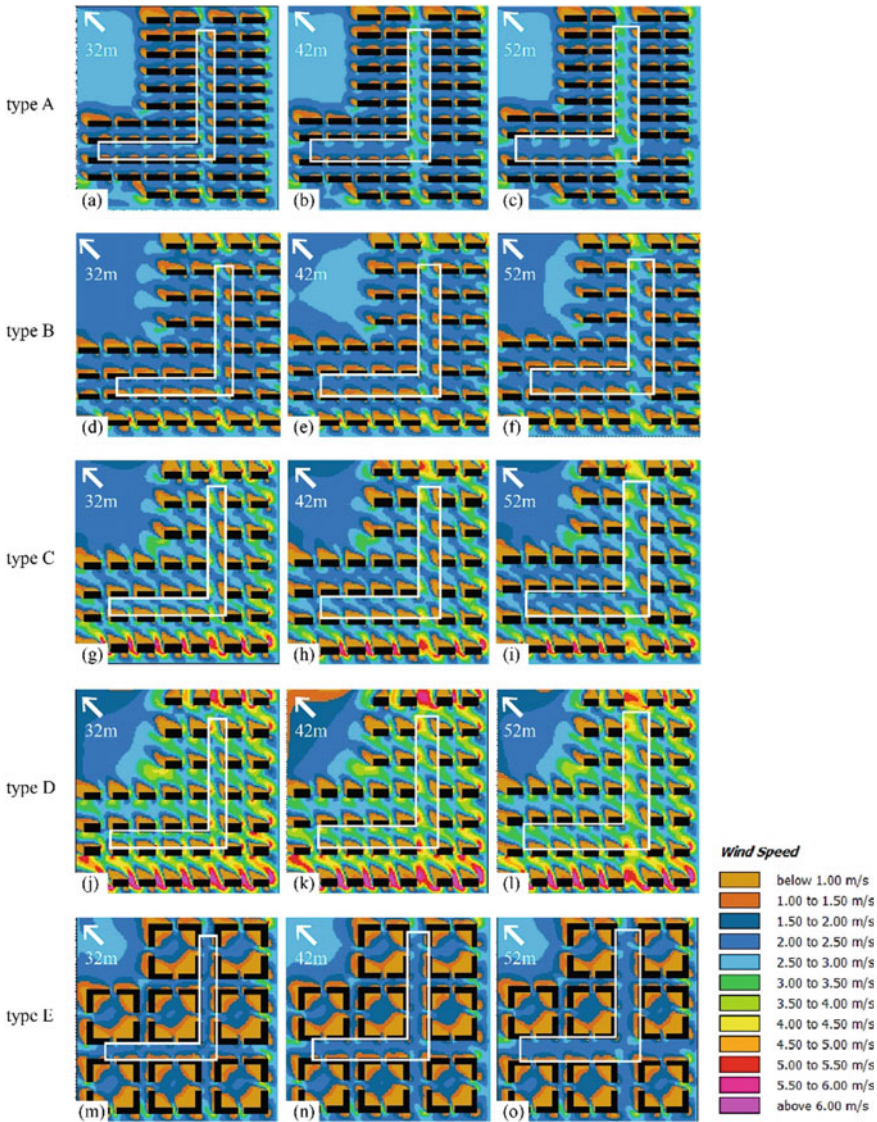 32m
42m
52m
type A
(a)
(b)
(c)
32m
42m
52m
type B
(d)
(e)
(f)
32m
42m
52m
type C
(g)
(h)
(i)
32m
42m
52m
type D
(j)
(k)
(l)
32m
42m
52m
type E
(m)
(n)
(o)
Wind Speed
below 1.00 m/s
1.00 to 1.50 m/s
1.50 to 2.00 m/s
2.00 to 2.50 m/s
2.50 to 3.00 m/s
3.00 to 3.50 m/s
3.50 to 4.00 m/s
4.00 to 4.50 m/s
4.50 to 5.00 m/s
5.00 to 5.50 m/s
5.50 to 6.00 m/s
above 6.00 m/s